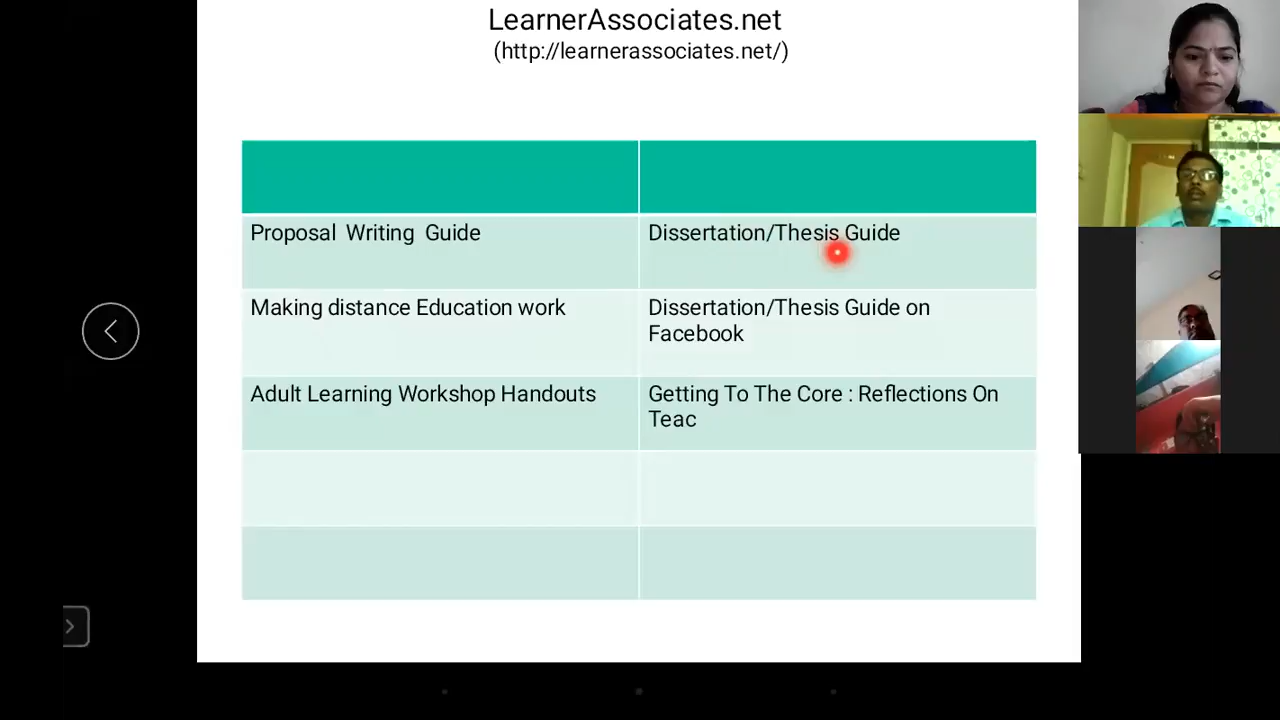 LearnerAssociates.net
(http://learnerassociates.net/)
Proposal Writing Guide
Dissertation/Thesis Guide
Making distance Education work
Dissertation/Thesis Guide on
Facebook
Adult Learning Workshop Handouts
Getting To The Core : Reflections On
Teac